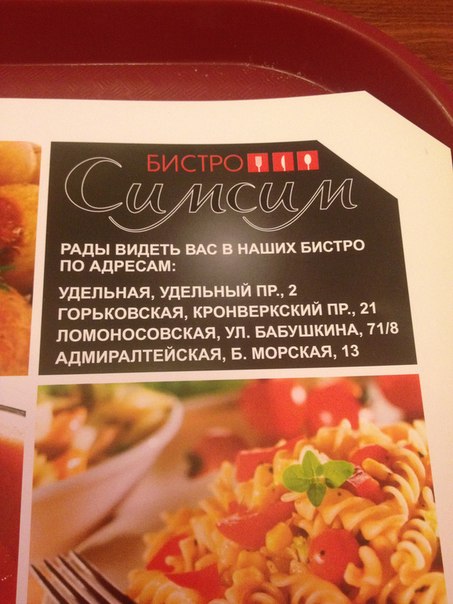 БИСТРО
Симсим
РАДЫ ВИДЕТЬ ВАС В НАШИХ БИСТРО
ПО АДРЕСАМ:
УДЕЛЬНАЯ, УДЕЛЬНЫЙ ПР., 2
ГОРЬКОВСКАЯ, КРОНВЕРКСКИЙ ПР., 21
ЛОМОНОСОВСКАЯ, УЛ. БАБУШКИНА, 71/8
АДМИРАЛТЕЙСКАЯ, Б. МОРСКАЯ, 13